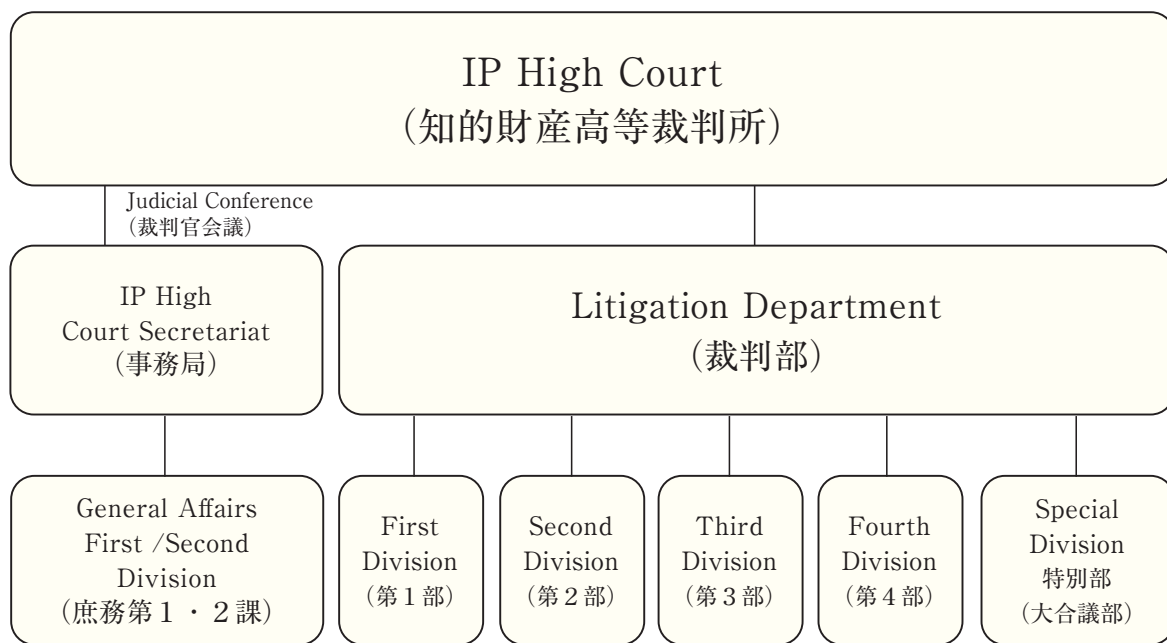 IP High Court
(知的財産高等裁判所)
Judicial Conference
(裁判官会議)
IP High
Court Secretariat
(事務局)
Litigation Department
(裁判部)
General Affairs
First /Second
Division
(庶務第１・２課)
First
Division
(第１部)
Second
Division
(第２部)
Third
Division
(第３部)
Fourth
Division
(第４部)
Special
Division
特別部
(大合議部)